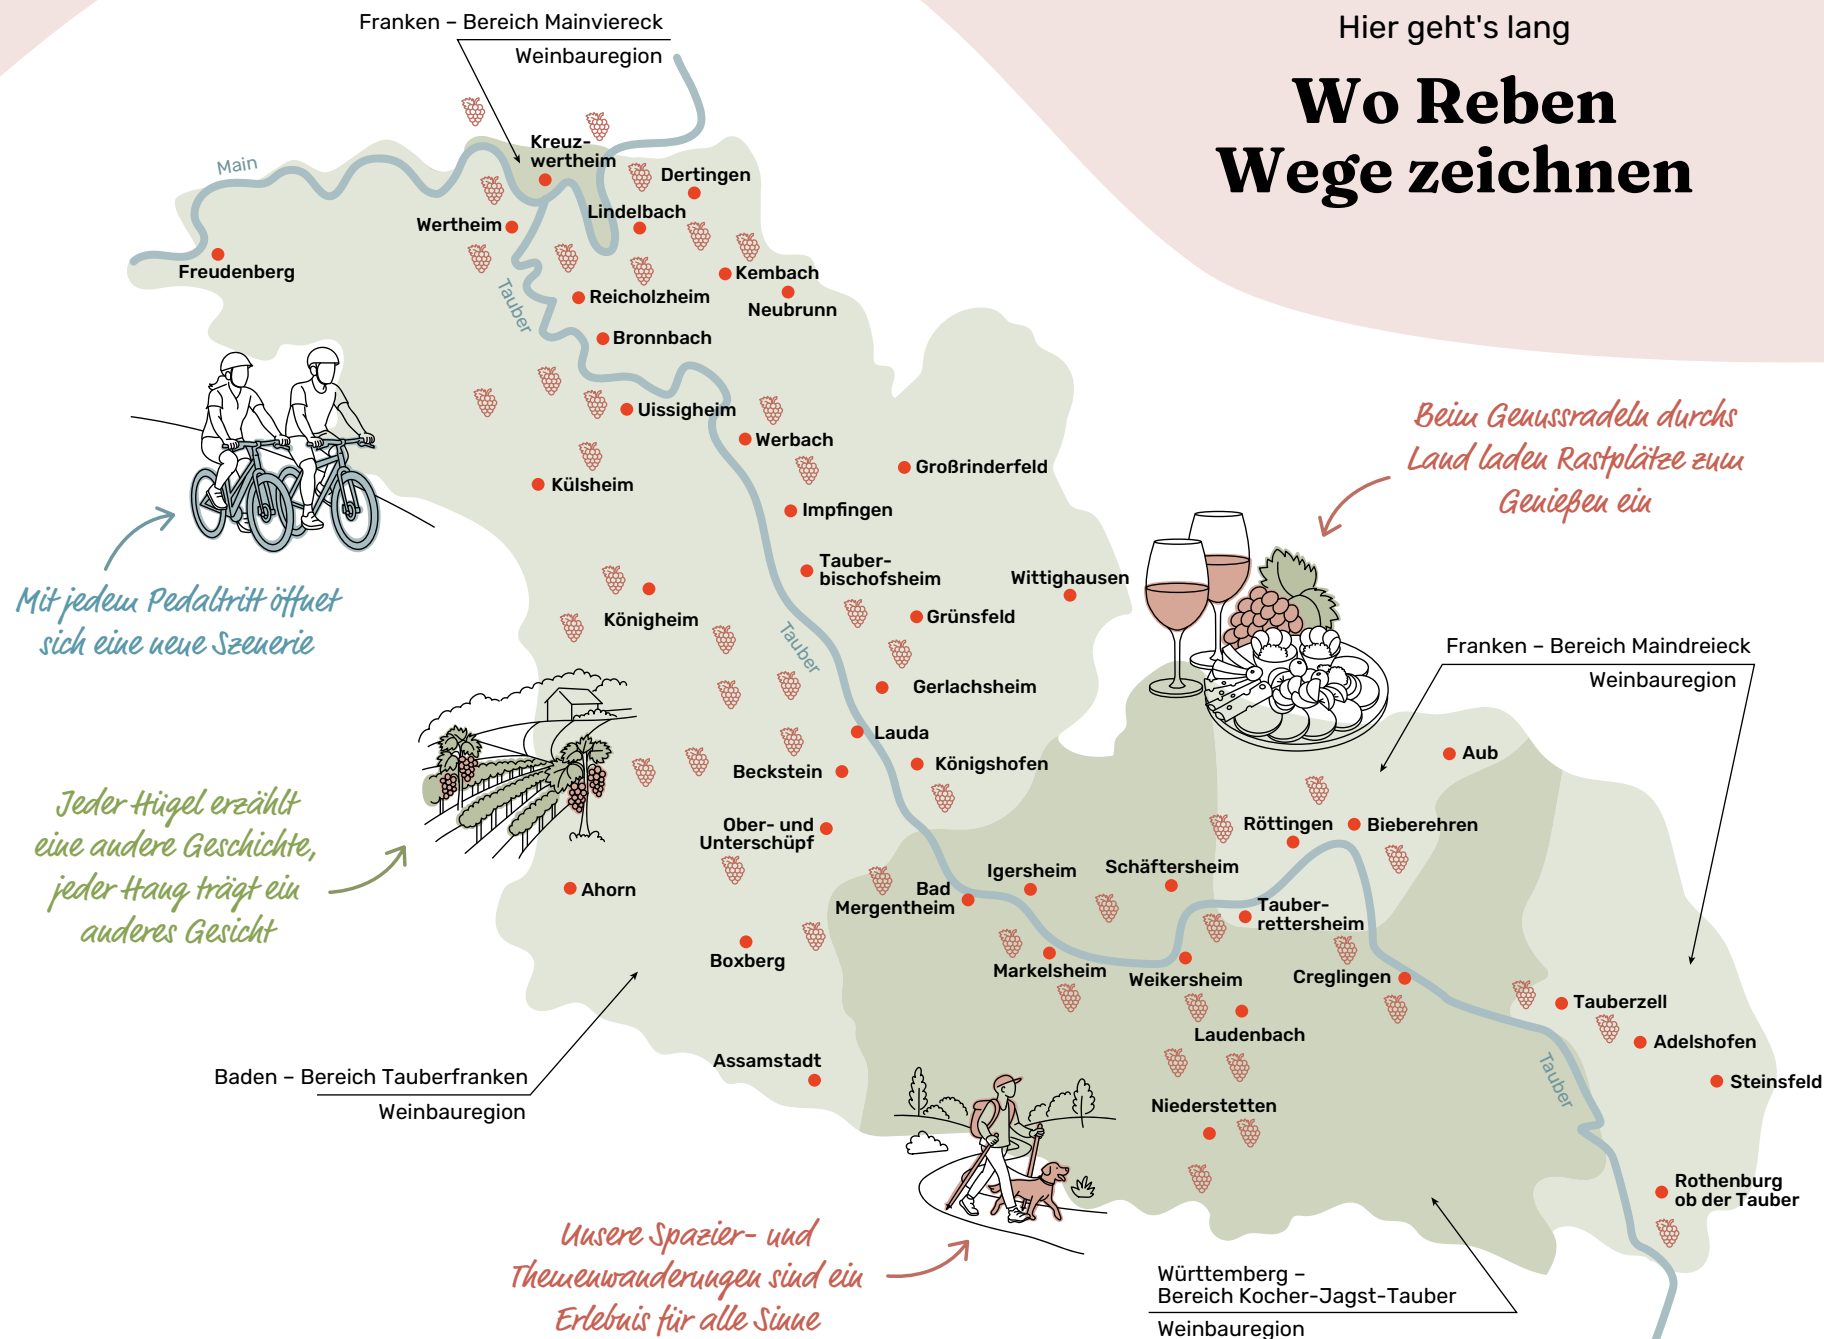 Hier geht's lang
Wo Reben
Wege zeichnen
Franken – Bereich Mainviereck
Weinbauregion
Main
Kreuz-
wertheim
Dertingen
Lindelbach
Wertheim
Freudenberg
Kembach
Neubrunn
Tauber
Reicholzheim
Bronnbach
Uissigheim
Werbach
Großrinderfeld
Külsheim
Impfingen
Beim Genussradeln durchs
Land laden Rastplätze zum
Genießen ein
Mit jedem Pedaltritt öffnet
sich eine neue Szenerie
Tauber-
bischofsheim
Wittighausen
Königheim
Grünsfeld
Tauber
Gerlachsheim
Franken – Bereich Maindreieck
Weinbauregion
Lauda
Beckstein
Königshofen
Aub
Jeder Hügel erzählt
eine andere Geschichte,
jeder Hang trägt ein
anderes Gesicht
Ober- und
Unterschüpf
Röttingen
Bieberehren
Ahorn
Igersheim
Schäftersheim
Bad
Mergentheim
Tauber-
rettersheim
Boxberg
Markelsheim
Weikersheim
Creglingen
Tauberzell
Laudenbach
Adelshofen
Baden – Bereich Tauberfranken
Weinbauregion
Assamstadt
Tauber
Steinsfeld
Niederstetten
Rothenburg
ob der Tauber
Unsere Spazier- und
Themenwanderungen sind ein
Erlebnis für alle Sinne
Württemberg –
Bereich Kocher-Jagst-Tauber
Weinbauregion